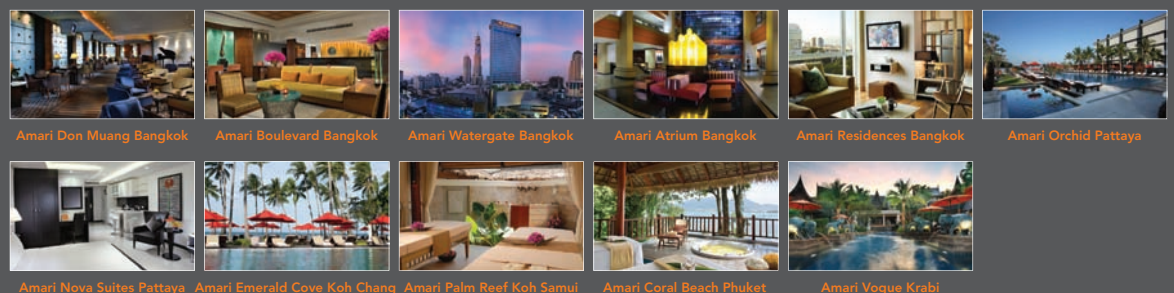 Amari Don Muang Bangkok
Amari Boulevard Bangkok
Amari Watergate Bangkok
Amari Atrium Bangkok
Amari Residences Bangkok
Amari Orchid Pattaya
Amari Nova Suites Pattaya
Amari Emerald Cove Koh Chang
Amari Palm Reef Koh Samui
Amari Coral Beach Phuket
Amari Vogue Krabi